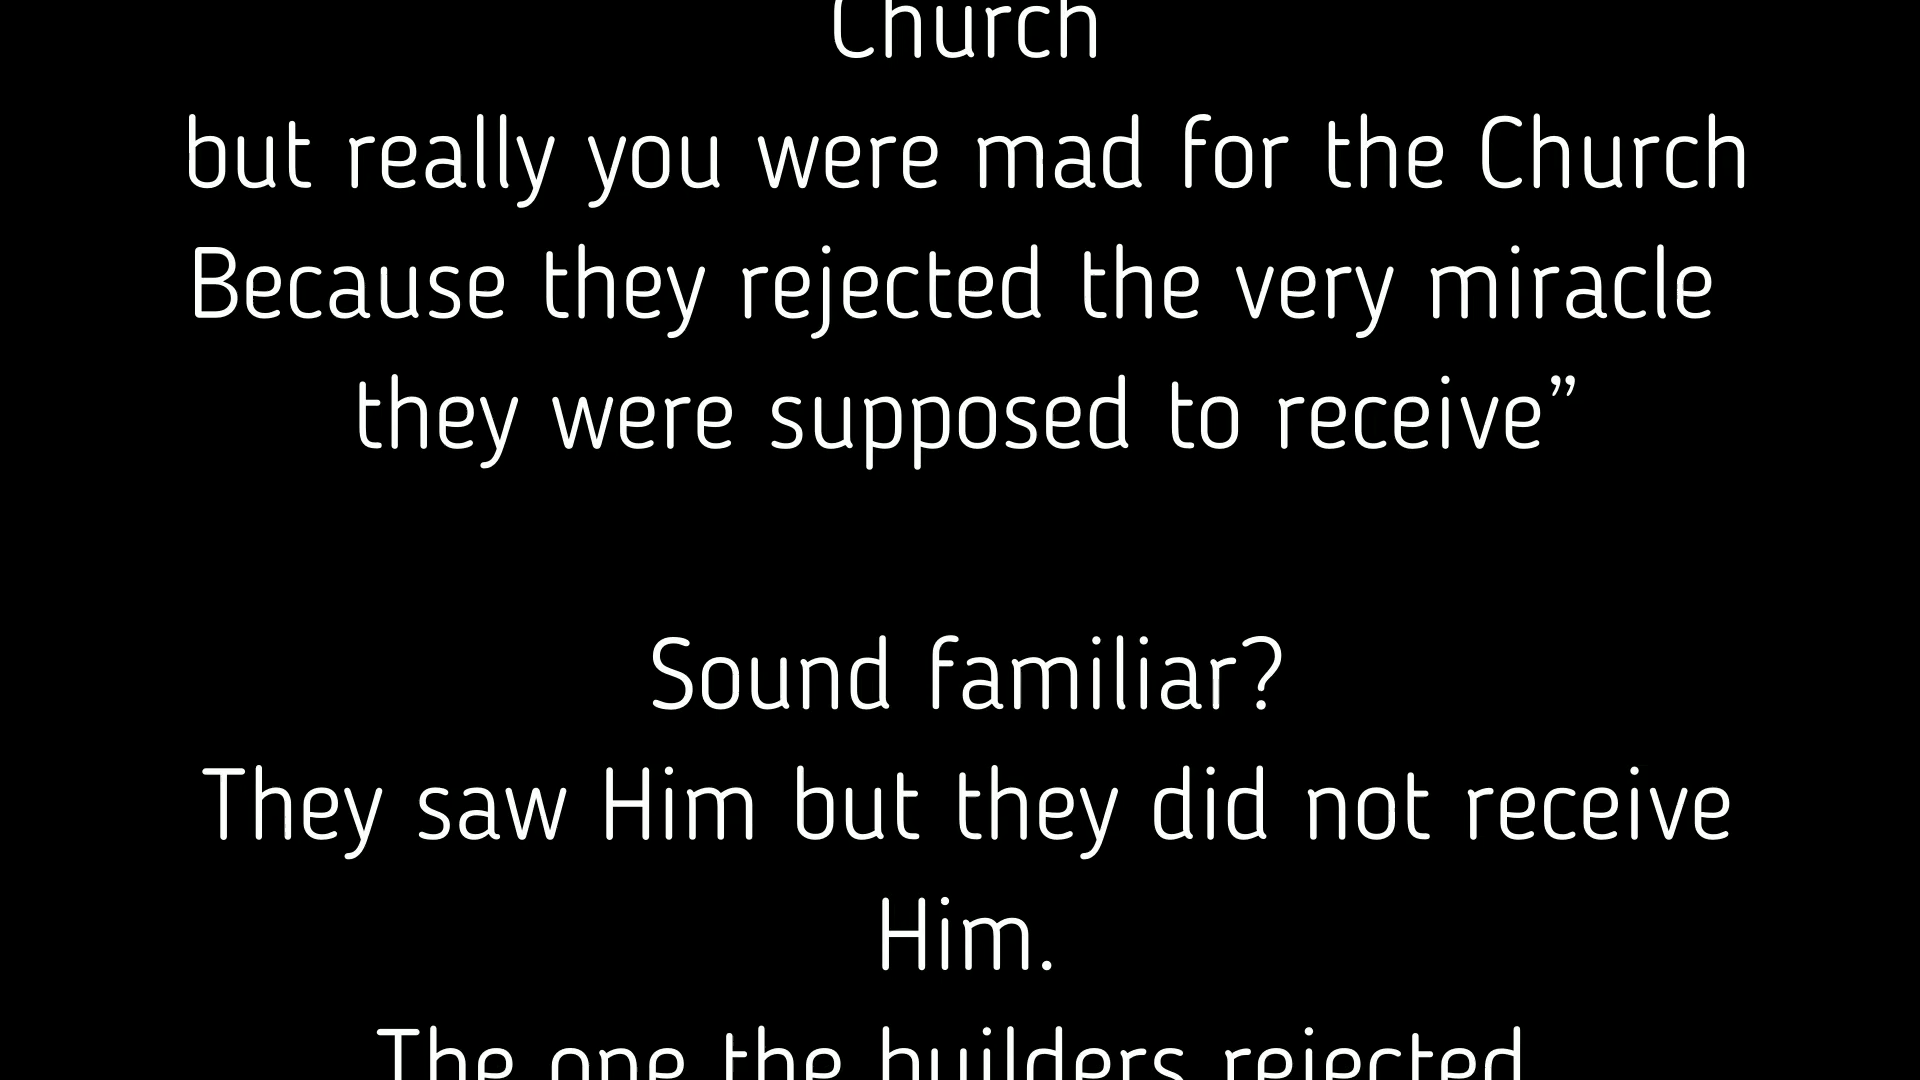 Church
but really you were mad for the Church
Because they rejected the very miracle
they were supposed to receive”
Sound familiar?
They saw Him but they did not receive
Him.
The one the builders rejected